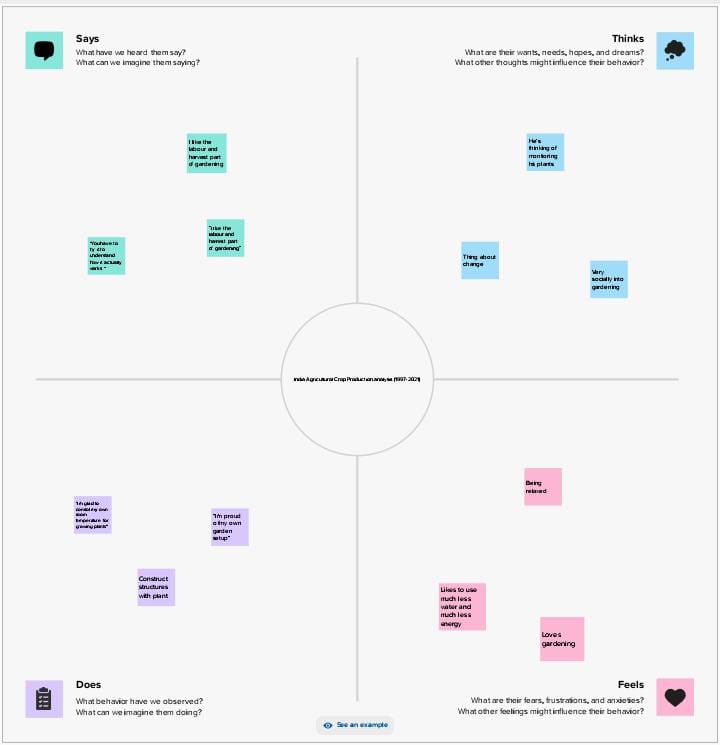 Says
What have we heard them say?
What can we imagine them saying?
Thinks
What are their wants, needs, hopes, and dreams?
What other thoughts might influence their behavior?
I like the
labour and
harvest part
of gardening
"I like the
labour and
harvest part
of gardening"
"You have to
try it to
understand
how it actually
works "
He's
thinking of
monitoring
his plants
Thing about
change
Very
socially into
gardening
India Agricultural Crop Production analysis (1997-2021)
"I'm glad to
control my own
room
temperature for
growing plants"
"I'm proud
of my own
garden
setup"
Construct
structures
with plant
Being
relaxed
Likes to use
much less
water and
much less
energy
Loves
gardening
Does
What behavior have we observed?
What can we imagine them doing?
Feels
What are their fears, frustrations, and anxieties?
What other feelings might influence their behavior?
See an example